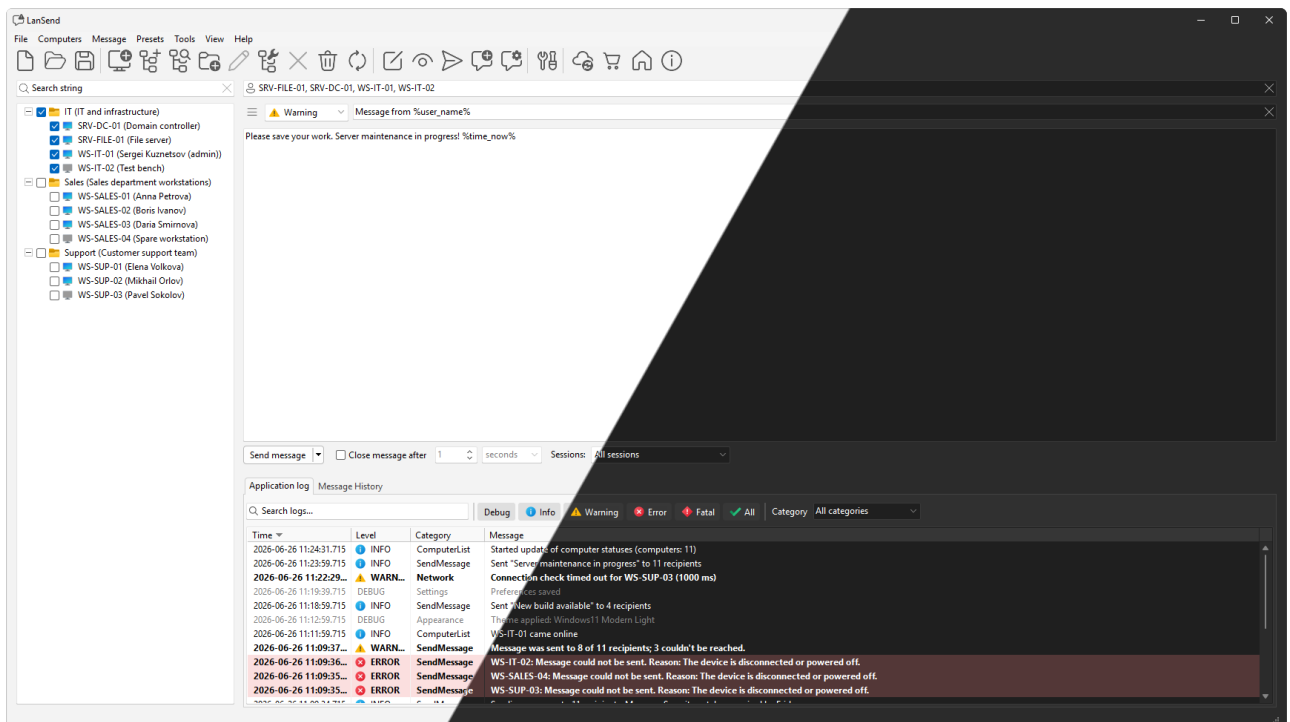 LanSend
File Computers Message Presets Tools View Help
Search string
SRV-FILE-01, SRV-DC-01, WS-IT-01, WS-IT-02
IT (IT and infrastructure)
SRV-DC-01 (Domain controller)
SRV-FILE-01 (File server)
WS-IT-01 (Sergei Kuznetsov (admin))
WS-IT-02 (Test bench)
Sales (Sales department workstations)
WS-SALES-01 (Anna Petrova)
WS-SALES-02 (Boris Ivanov)
WS-SALES-03 (Daria Smirnova)
WS-SALES-04 (Spare workstation)
Support (Customer support team)
WS-SUP-01 (Elena Volkova)
WS-SUP-02 (Mikhail Orlov)
WS-SUP-03 (Pavel Sokolov)
Warning Message from %user_name%
Please save your work. Server maintenance in progress! %time_now%
Send message Close message after 1 seconds Sessions: All sessions
Application log Message History
Search logs... Debug Info Warning Error Fatal All Category All categories
Time Level Category Message
2026-06-26 11:24:31.715 INFO ComputerList Started update of computer statuses (computers: 11)
2026-06-26 11:23:59.715 INFO SendMessage Sent "Server maintenance in progress" to 11 recipients
2026-06-26 11:22:29... WARN... Network Connection check timed out for WS-SUP-03 (1000 ms)
2026-06-26 11:19:39.715 DEBUG Settings Preferences saved
2026-06-26 11:18:59.715 INFO SendMessage Sent "New build available" to 4 recipients
2026-06-26 11:12:59.715 DEBUG Appearance Theme applied: Windows11 Modern Light
2026-06-26 11:11:59.715 INFO ComputerList WS-IT-01 came online
2026-06-26 11:09:37... WARN... SendMessage Message was sent to 8 of 11 recipients; 3 couldn't be reached.
2026-06-26 11:09:36... ERROR SendMessage WS-IT-02: Message could not be sent. Reason: The device is disconnected or powered off.
2026-06-26 11:09:35... ERROR SendMessage WS-SALES-04: Message could not be sent. Reason: The device is disconnected or powered off.
2026-06-26 11:09:35... ERROR SendMessage WS-SUP-03: Message could not be sent. Reason: The device is disconnected or powered off.